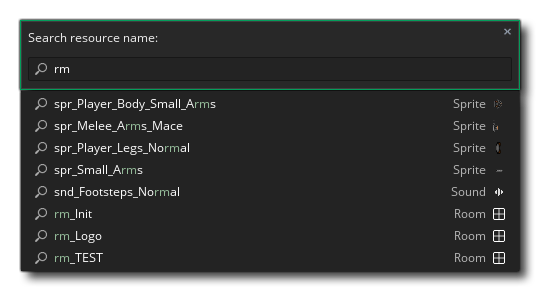 Search resource name:
rm
spr_Player_Body_Small_Arms Sprite
spr_Melee_Arms_Mace Sprite
spr_Player_Legs_Normal Sprite
spr_Small_Arms Sprite
snd_Footsteps_Normal Sound
rm_Init Room
rm_Logo Room
rm_TEST Room